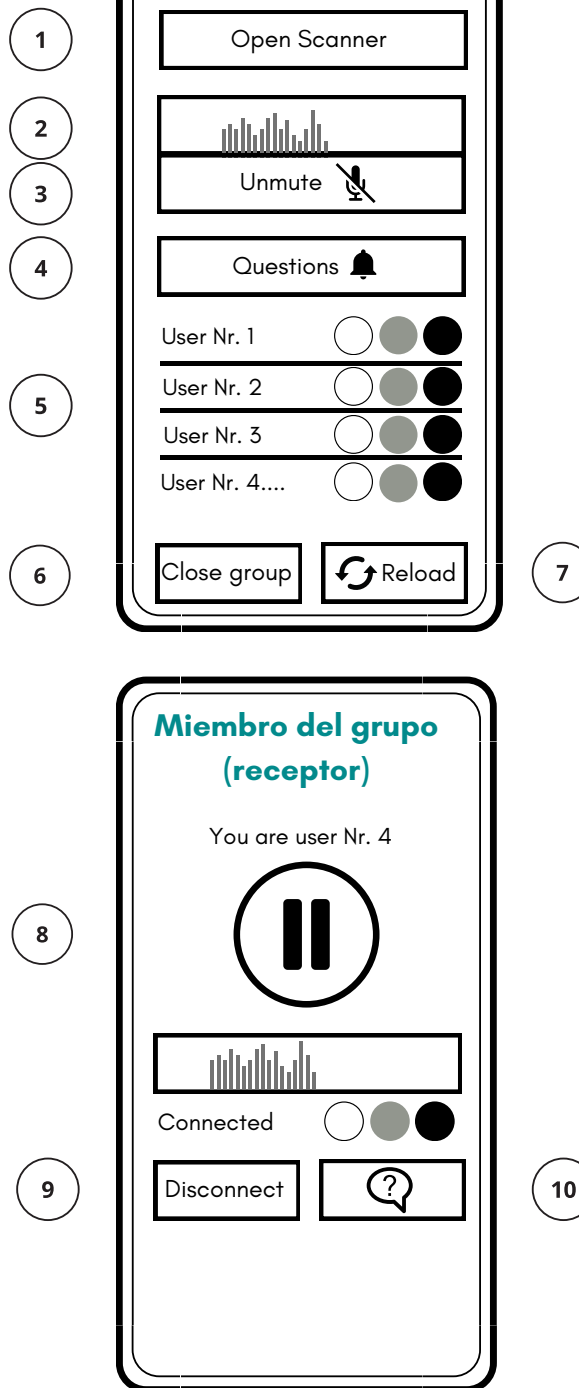 1
Open Scanner
2
3
Unmute
4
Questions
User Nr. 1
User Nr. 2
5
User Nr. 3
User Nr. 4....
6
Close group
Reload
7
Miembro del grupo
(receptor)
You are user Nr. 4
8
Connected
9
Disconnect
?
10